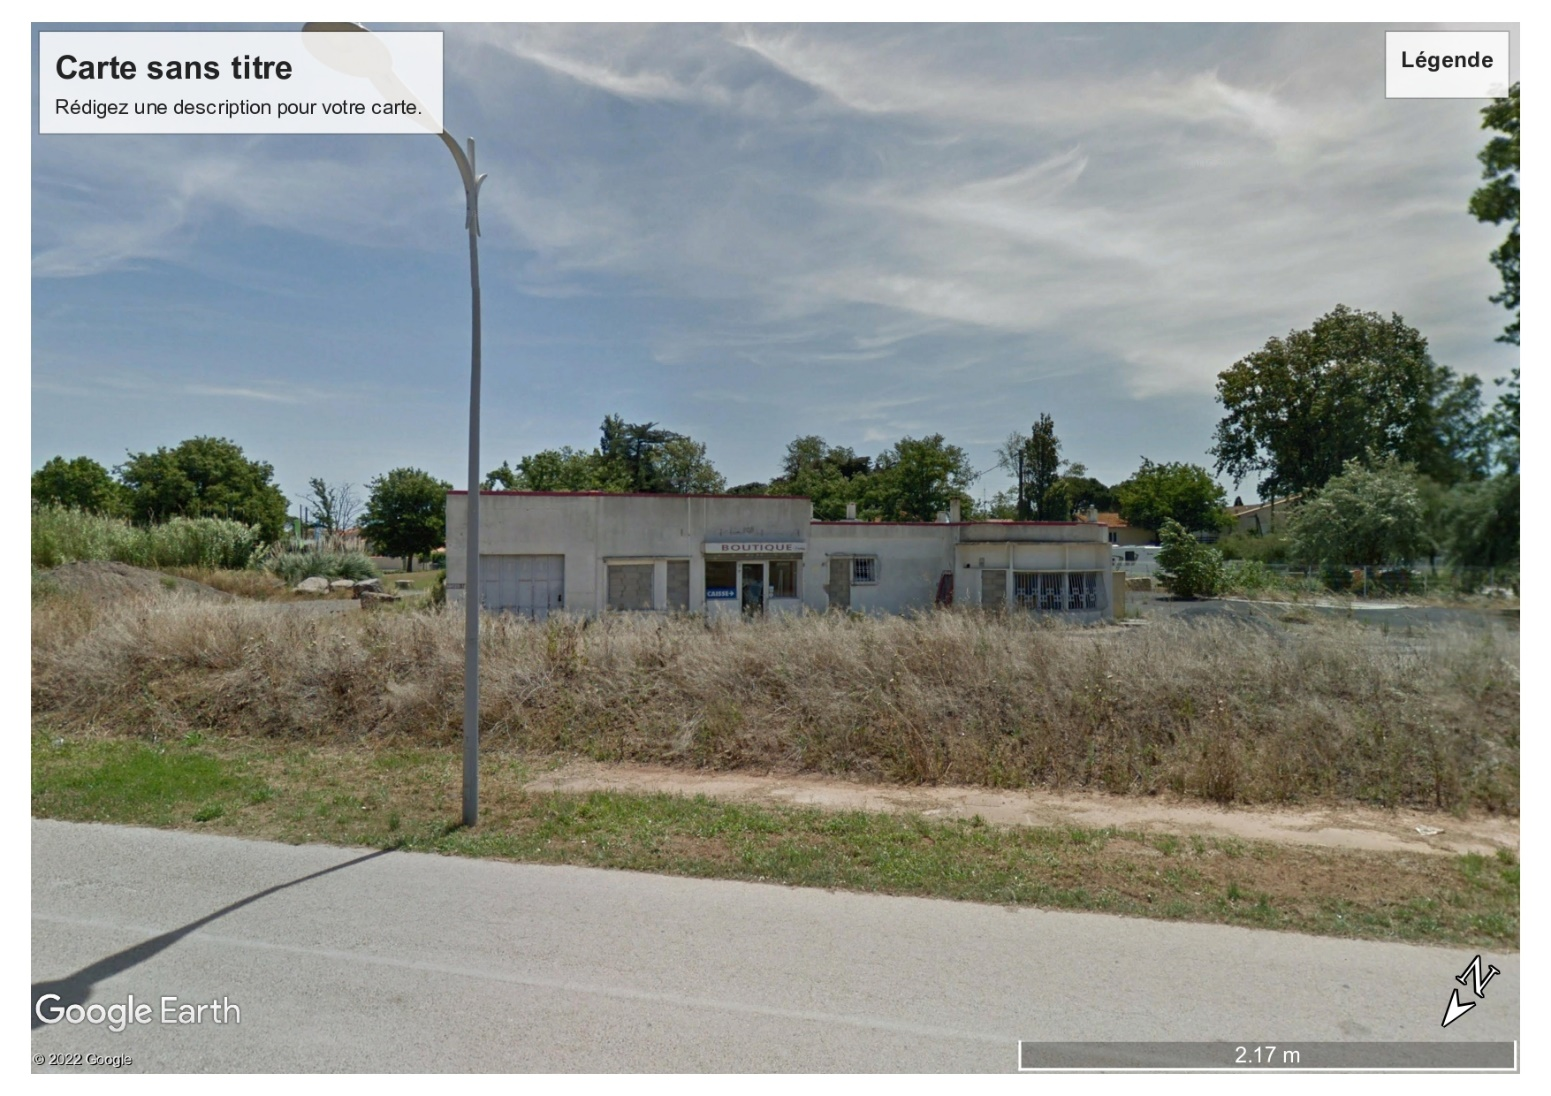 Carte sans titre
Rédigez une description pour votre carte.
Légende
BOUTIQUE
CAISSE
N
Google Earth
© 2022 Google
2.17 m